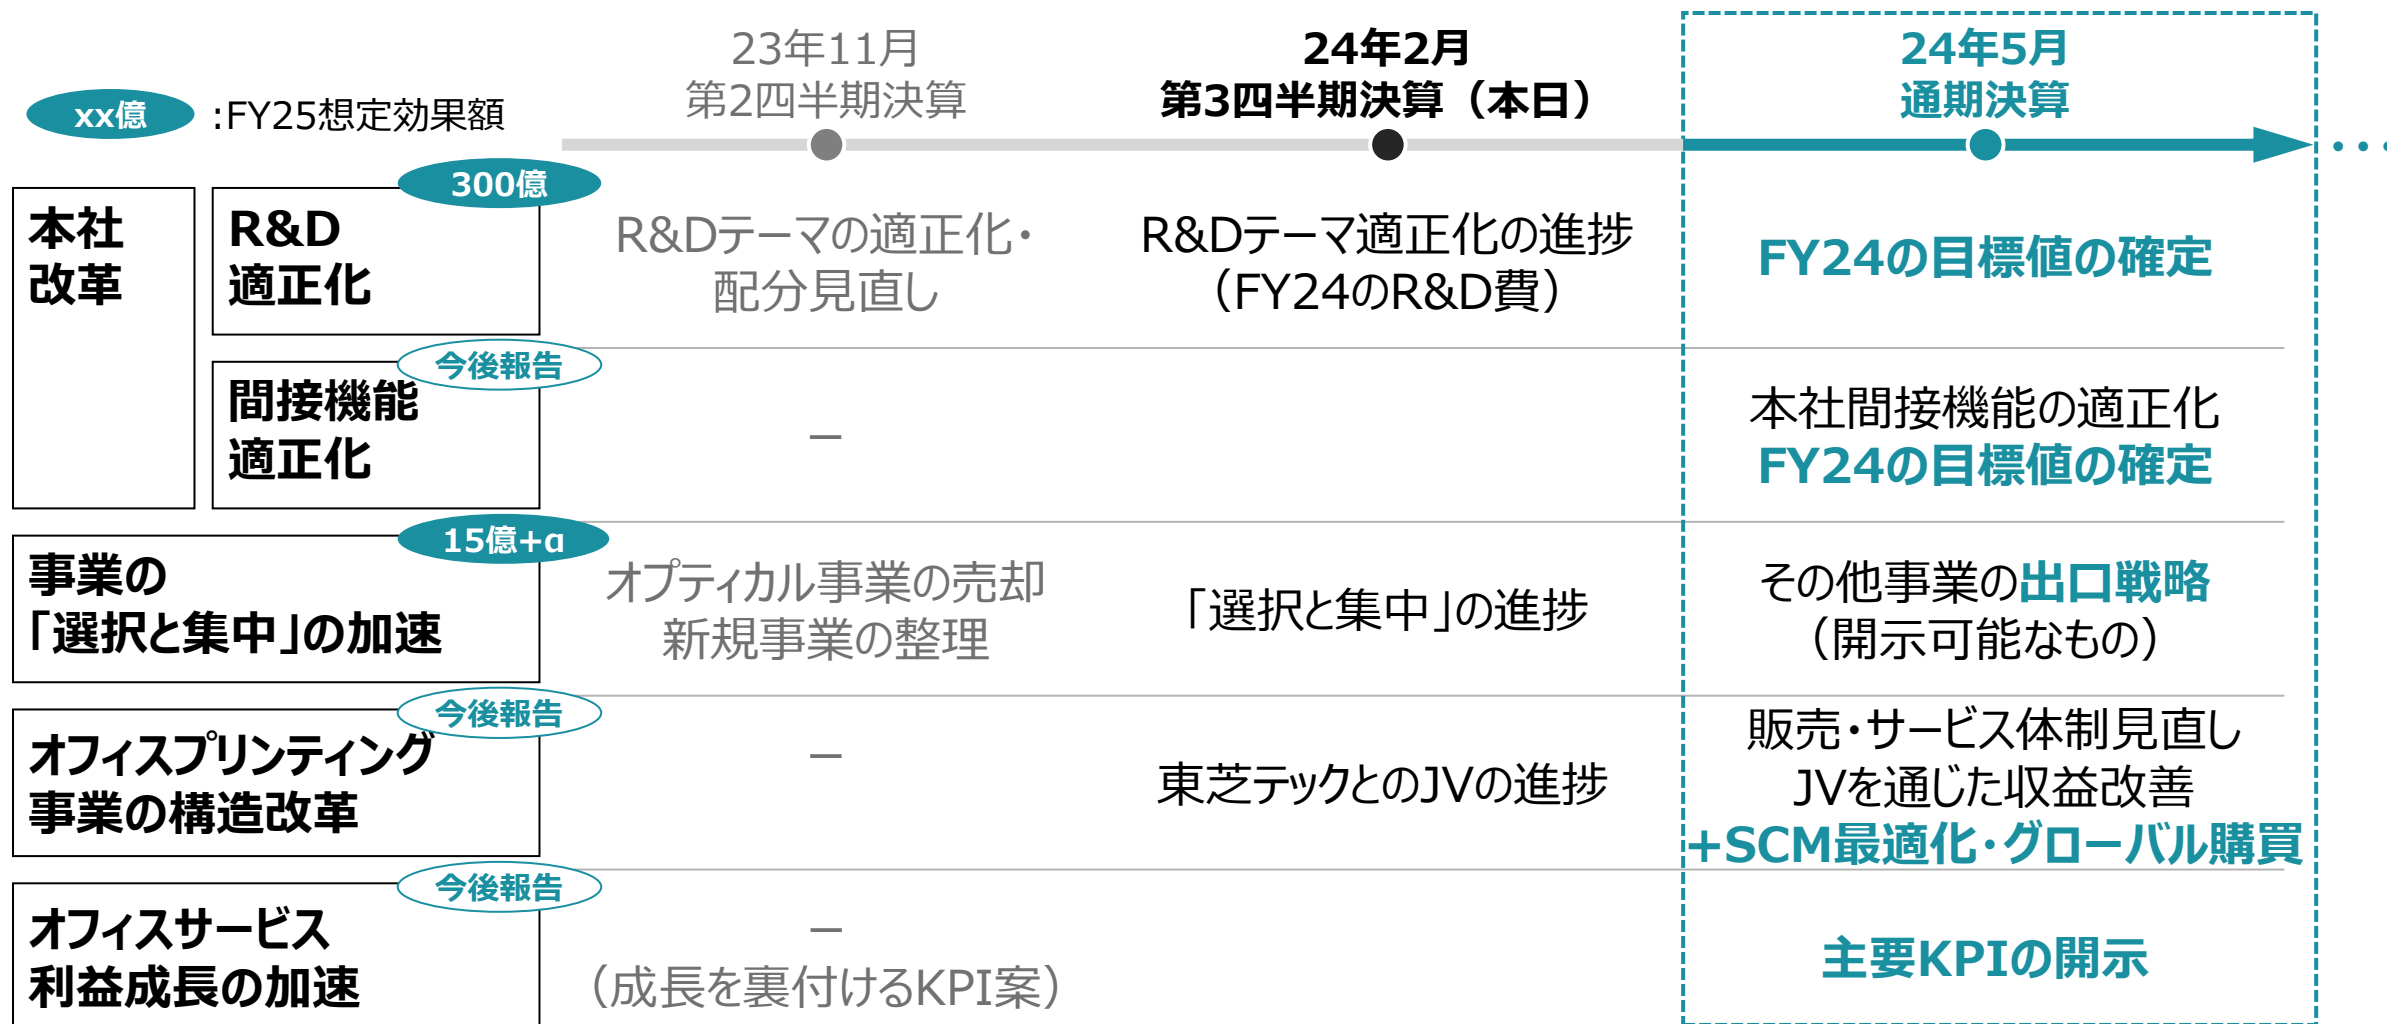 23年11月
第2四半期決算
24年2月
第3四半期決算（本日）
24年5月
通期決算
xx億 :FY25想定効果額
本社
改革
R&D
適正化
300億
R&Dテーマの適正化・
配分見直し
R&Dテーマ適正化の進捗
（FY24のR&D費）
FY24の目標値の確定
間接機能
適正化
今後報告
－
本社間接機能の適正化
FY24の目標値の確定
事業の
「選択と集中」の加速
15億+α
オプティカル事業の売却
新規事業の整理
「選択と集中」の進捗
その他事業の出口戦略
（開示可能なもの）
オフィスプリンティング
事業の構造改革
今後報告
－
東芝テックとのJVの進捗
販売・サービス体制見直し
JVを通じた収益改善
+SCM最適化・グローバル購買
オフィスサービス
利益成長の加速
今後報告
－
（成長を裏付けるKPI案）
主要KPIの開示